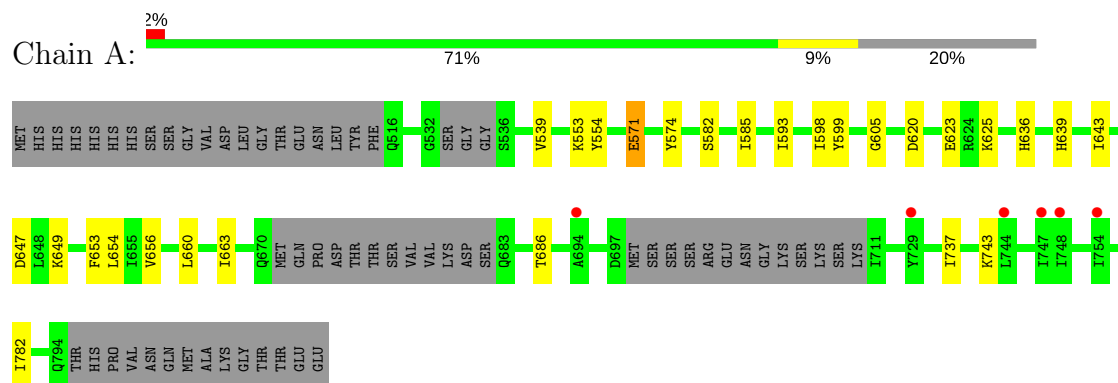 2%
Chain A:
71% 9% 20%
MET HIS HIS HIS HIS HIS HIS SER SER GLY VAL ASP LEU GLY THR GLU ASN LEU TYR PHE Q516 G532 SER GLY GLY S536 V539 K553 Y554 E571 Y574 S582 I585 I593 I598 Y599 G605 D620 E623 R624 K625 H636 H639 I643
D647 L648 K649 F653 L654 I655 V656 L660 I663 Q670 MET GLN PRO ASP THR THR SER VAL VAL LYS ASP SER Q683 T686 A694 D697 MET SER SER SER ARG GLU ASN GLY LYS SER LYS SER LYS I711 Y729 I737 K743 L744 I747 I748 I754
I782 Q794 THR HIS PRO VAL ASN GLN MET ALA LYS GLY THR THR GLU GLU